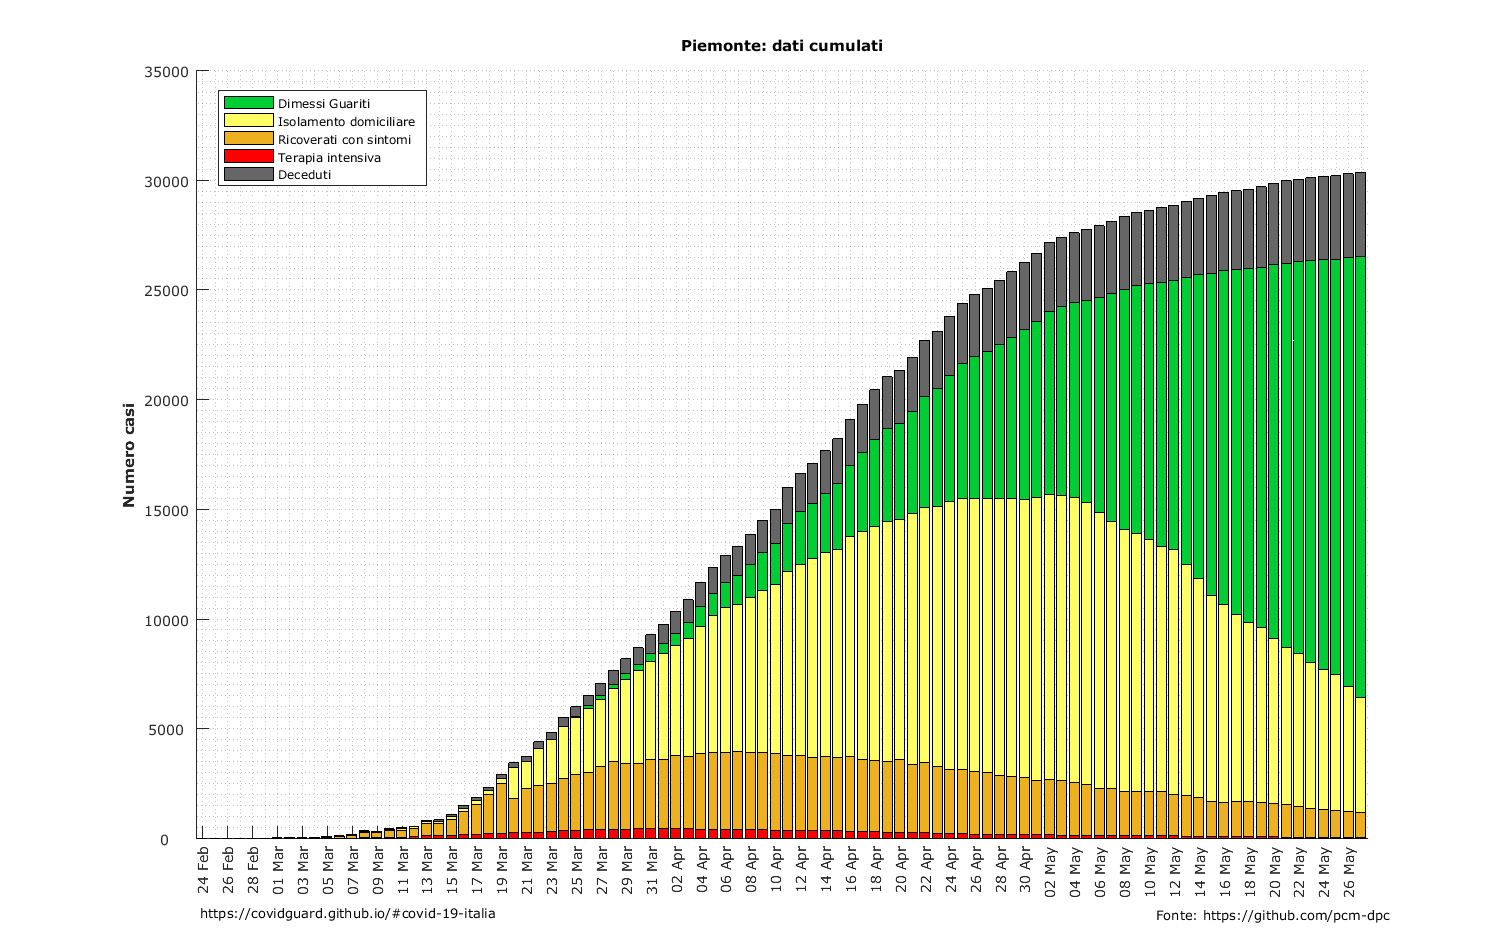 Piemonte: dati cumulati
35000
30000
25000
20000
15000
10000
5000
0
Numero casi
Dimessi Guariti
Isolamento domiciliare
Ricoverati con sintomi
Terapia intensiva
Deceduti
24 Feb
26 Feb
28 Feb
01 Mar
03 Mar
05 Mar
07 Mar
09 Mar
11 Mar
13 Mar
15 Mar
17 Mar
19 Mar
21 Mar
23 Mar
25 Mar
27 Mar
29 Mar
31 Mar
02 Apr
04 Apr
06 Apr
08 Apr
10 Apr
12 Apr
14 Apr
16 Apr
18 Apr
20 Apr
22 Apr
24 Apr
26 Apr
28 Apr
30 Apr
02 May
04 May
06 May
08 May
10 May
12 May
14 May
16 May
18 May
20 May
22 May
24 May
26 May
https://covidguard.github.io/#covid-19-italia
Fonte: https://github.com/pcm-dpc